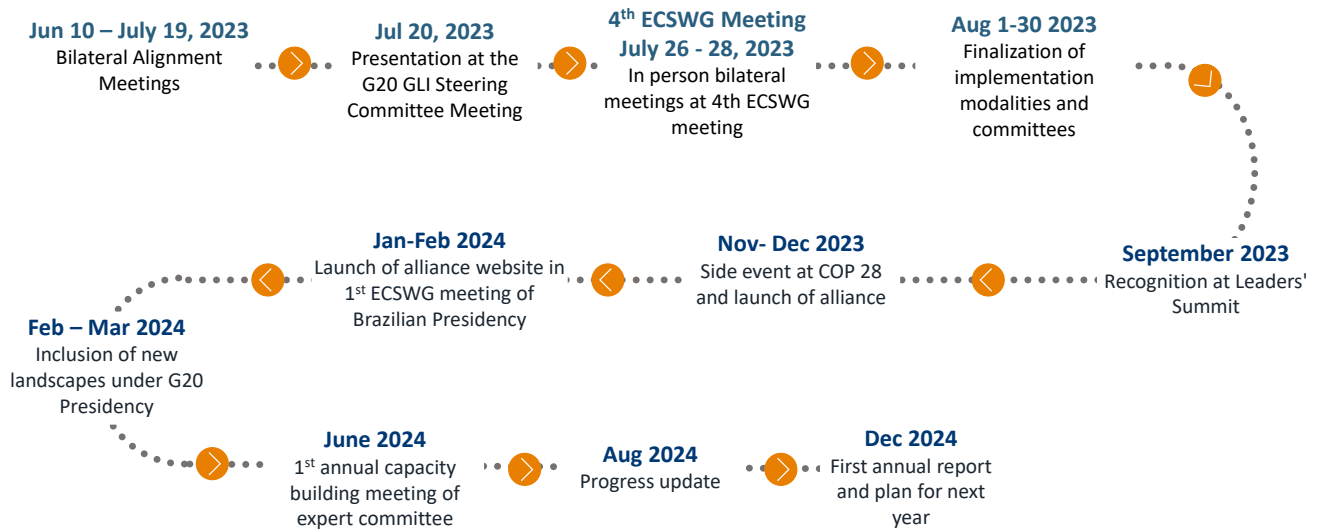 Jun 10 – July 19, 2023
Bilateral Alignment
Meetings
Jul 20, 2023
Presentation at the
G20 GLI Steering
Committee Meeting
4th ECSWG Meeting
July 26 - 28, 2023
In person bilateral
meetings at 4th ECSWG
meeting
Aug 1-30 2023
Finalization of
implementation
modalities and
committees
September 2023
Recognition at Leaders'
Summit
Nov- Dec 2023
Side event at COP 28
and launch of alliance
Jan-Feb 2024
Launch of alliance website in
1st ECSWG meeting of
Brazilian Presidency
Feb – Mar 2024
Inclusion of new
landscapes under G20
Presidency
June 2024
1st annual capacity
building meeting of
expert committee
Aug 2024
Progress update
Dec 2024
First annual report
and plan for next
year